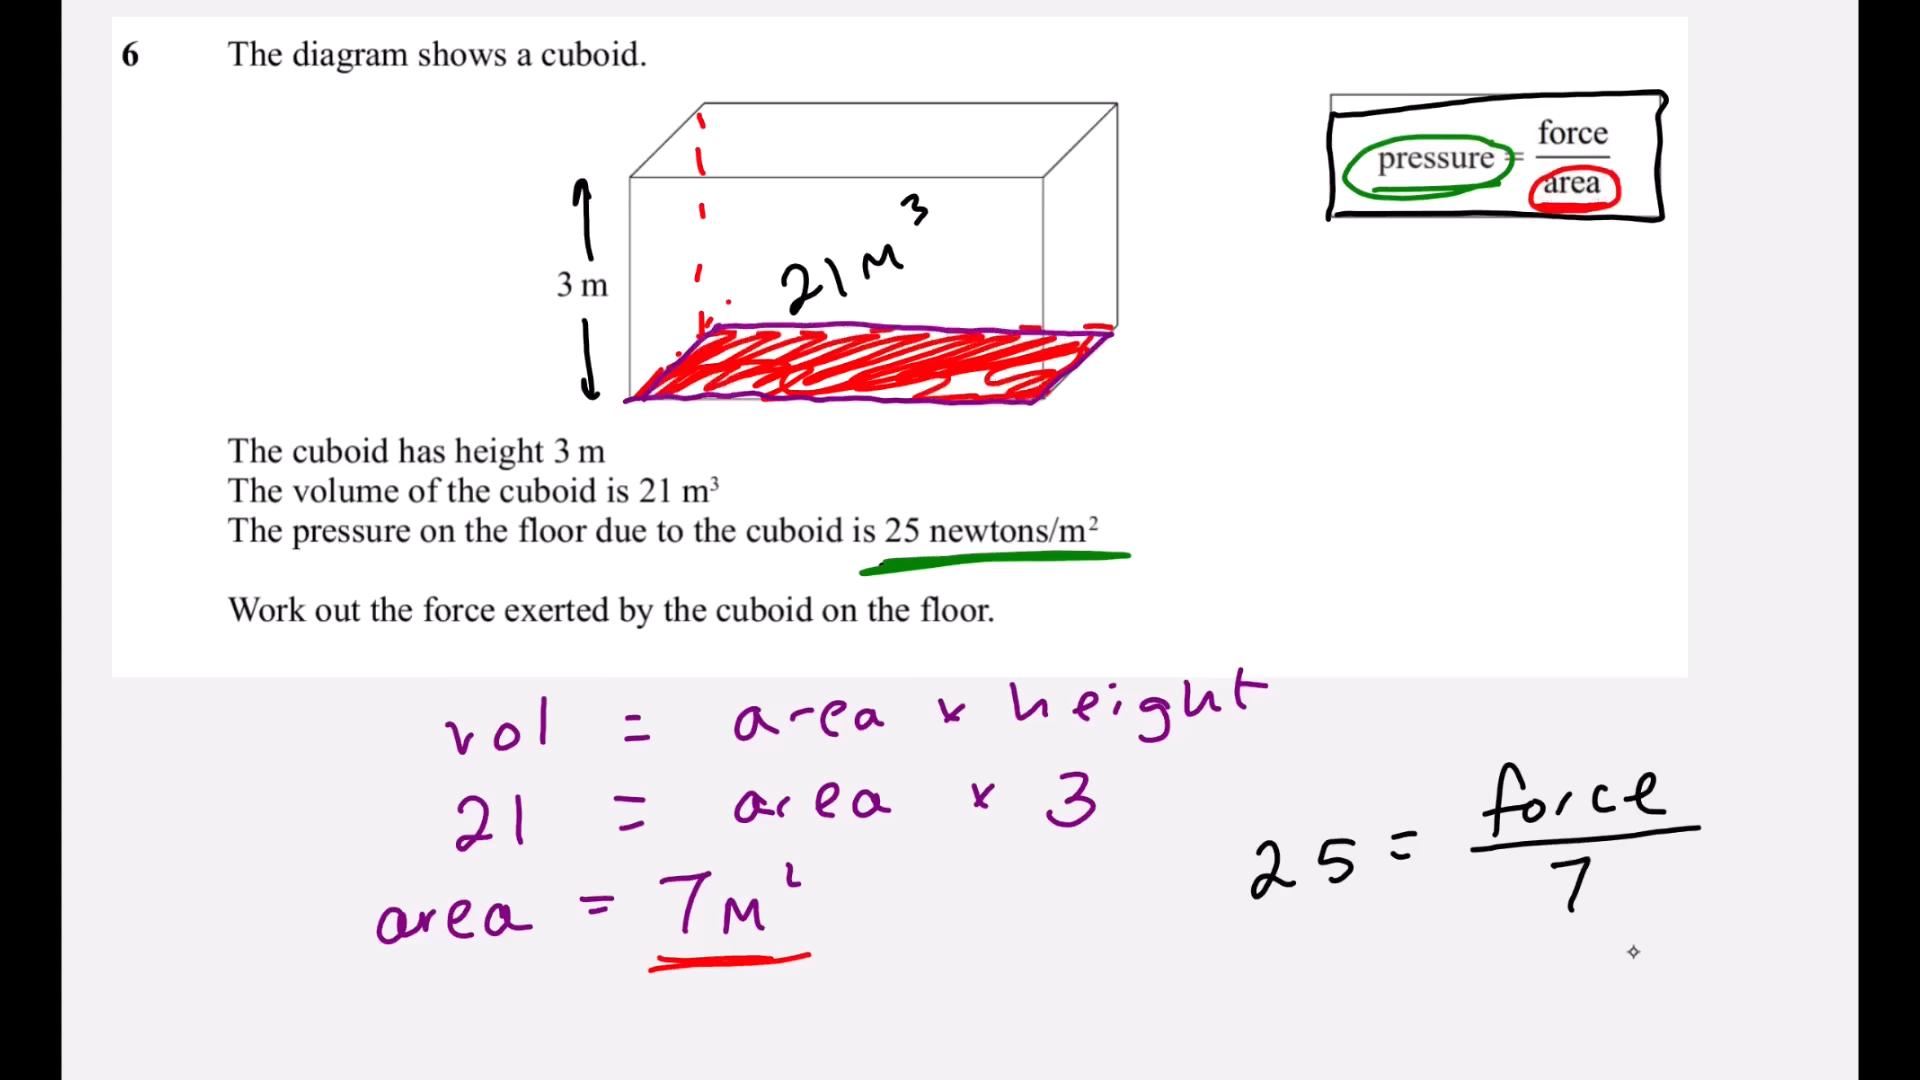 6 The diagram shows a cuboid.
pressure = force
area
21 m³
3 m
The cuboid has height 3 m
The volume of the cuboid is 21 m³
The pressure on the floor due to the cuboid is 25 newtons/m²
Work out the force exerted by the cuboid on the floor.
vol = area × height
21 = area × 3
area = 7m²
25 = force
7